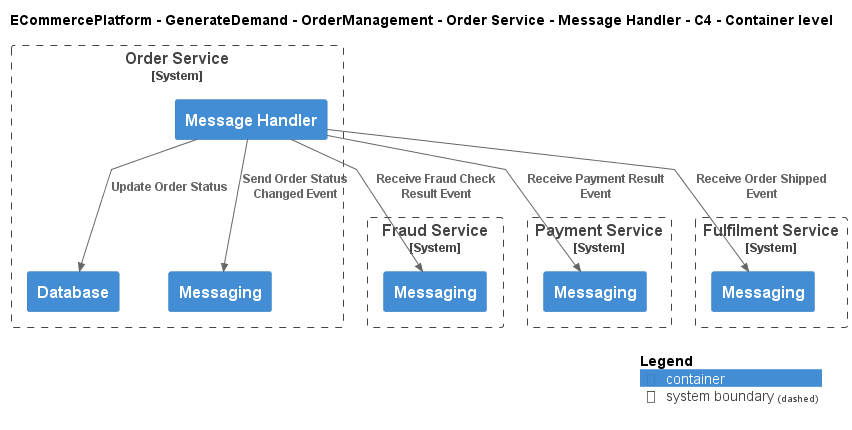 ECommercePlatform - GenerateDemand - OrderManagement - Order Service - Message Handler - C4 - Container level
Order Service
[System]
Message Handler
Update Order Status
Send Order Status
Changed Event
Receive Fraud Check
Result Event
Receive Payment Result
Event
Receive Order Shipped
Event
Fraud Service
[System]
Payment Service
[System]
Fulfilment Service
[System]
Database
Messaging
Messaging
Messaging
Messaging
Legend
container
system boundary (dashed)